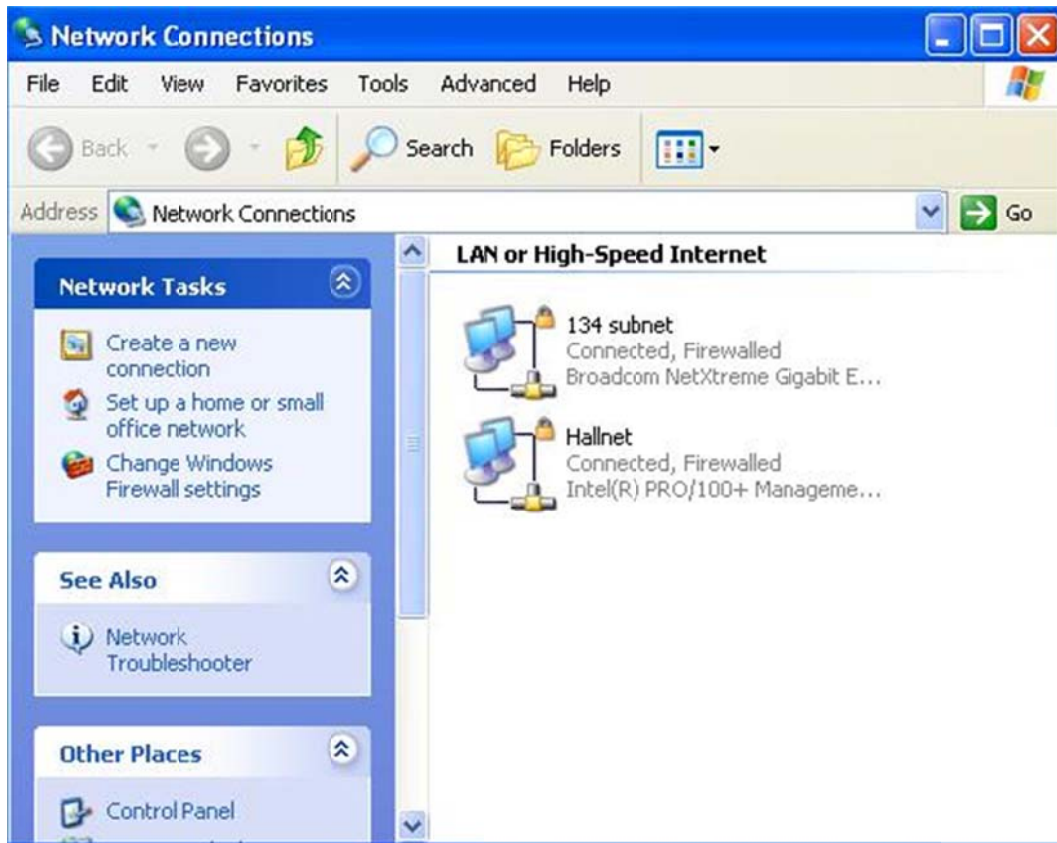 Network Connections
File Edit View Favorites Tools Advanced Help
Back Search Folders
Address Network Connections Go
Network Tasks
Create a new
connection
Set up a home or small
office network
Change Windows
Firewall settings
See Also
Network
Troubleshooter
Other Places
Control Panel
LAN or High-Speed Internet
134 subnet
Connected, Firewalled
Broadcom NetXtreme Gigabit E...
Hallnet
Connected, Firewalled
Intel(R) PRO/100+ Manageme...